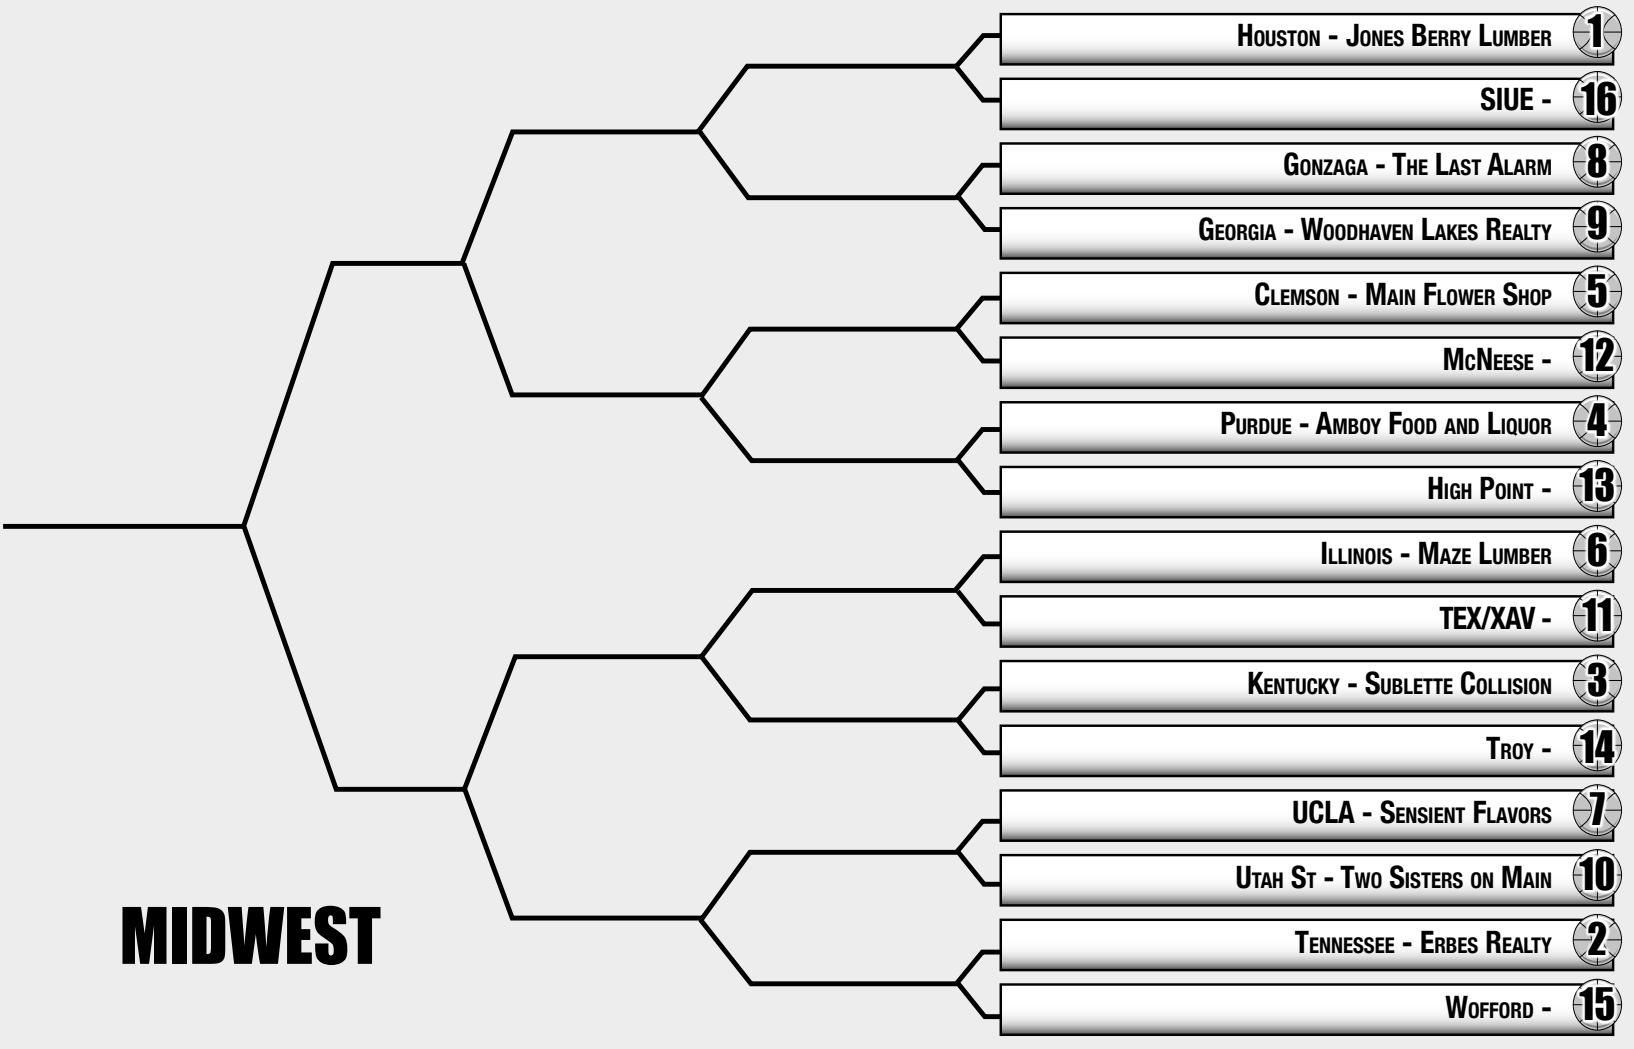 Houston - Jones Berry Lumber 1
SIUE - 16
Gonzaga - The Last Alarm 8
Georgia - Woodhaven Lakes Realty 9
Clemson - Main Flower Shop 5
McNeese - 12
Purdue - Amboy Food and Liquor 4
High Point - 13
Illinois - Maze Lumber 6
TEX/XAV - 11
Kentucky - Sublette Collision 3
Troy - 14
UCLA - Sensient Flavors 7
Utah St - Two Sisters on Main 10
Tennessee - Erbes Realty 2
Wofford - 15
MIDWEST